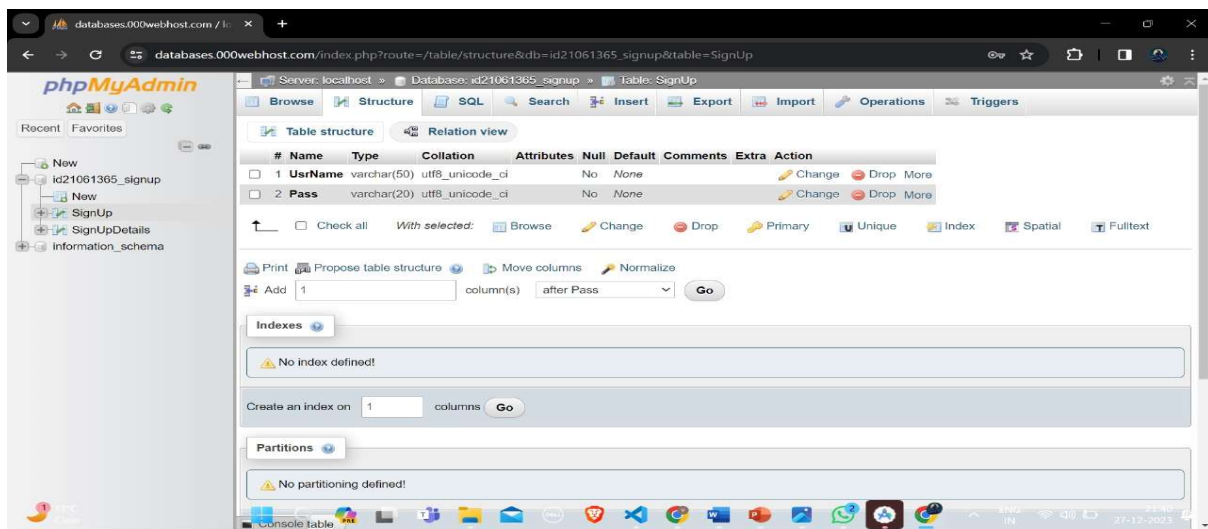 databases.000webhost.com / lo
databases.000webhost.com/index.php?route=/table/structure&db=id21061365_signup&table=SignUp
phpMyAdmin
Recent Favorites
New
id21061365_signup
New
SignUp
SignUpDetails
information_schema
Server: localhost » Database: id21061365_signup » Table: SignUp
Browse Structure SQL Search Insert Export Import Operations Triggers
Table structure Relation view
# Name Type Collation Attributes Null Default Comments Extra Action
1 UsrName varchar(50) utf8_unicode_ci No None Change Drop More
2 Pass varchar(20) utf8_unicode_ci No None Change Drop More
Check all With selected: Browse Change Drop Primary Unique Index Spatial Fulltext
Print Propose table structure Move columns Normalize
Add 1 column(s) after Pass Go
Indexes
No index defined!
Create an index on 1 columns Go
Partitions
No partitioning defined!
Console table
ENG
IN
21:40
27-12-2023